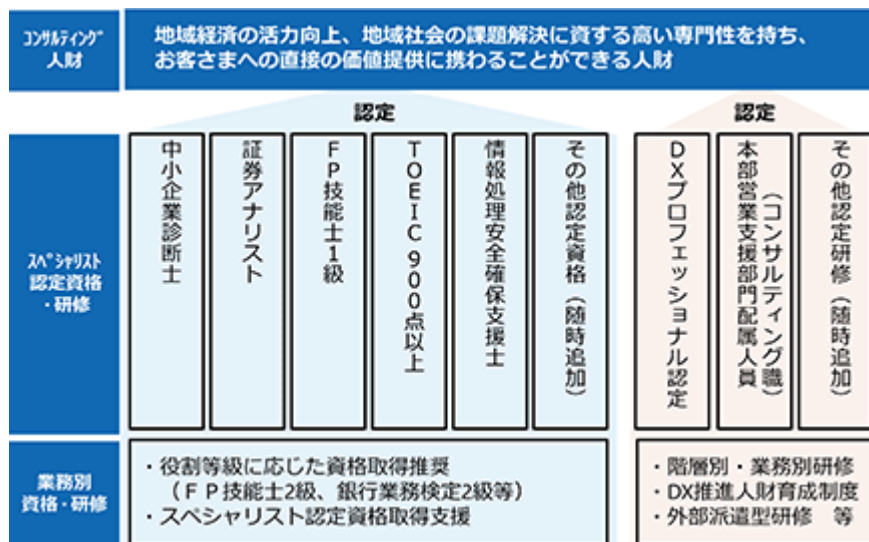 コンサルティング
人財
地域経済の活力向上、地域社会の課題解決に資する高い専門性を持ち、
お客さまへの直接の価値提供に携わることができる人財
認定
認定
スペシャリスト
認定資格
・研修
中小企業診断士
証券アナリスト
FP技能士1級
TOEIC900点以上
情報処理安全確保支援士
その他認定資格(随時追加)
DXプロフェッショナル認定
本部営業支援部門配属人員
(コンサルティング職)
その他認定研修(随時追加)
業務別
資格・研修
・役割等級に応じた資格取得推奨
(FP技能士2級、銀行業務検定2級等)
・スペシャリスト認定資格取得支援
・階層別・業務別研修
・DX推進人財育成制度
・外部派遣型研修 等